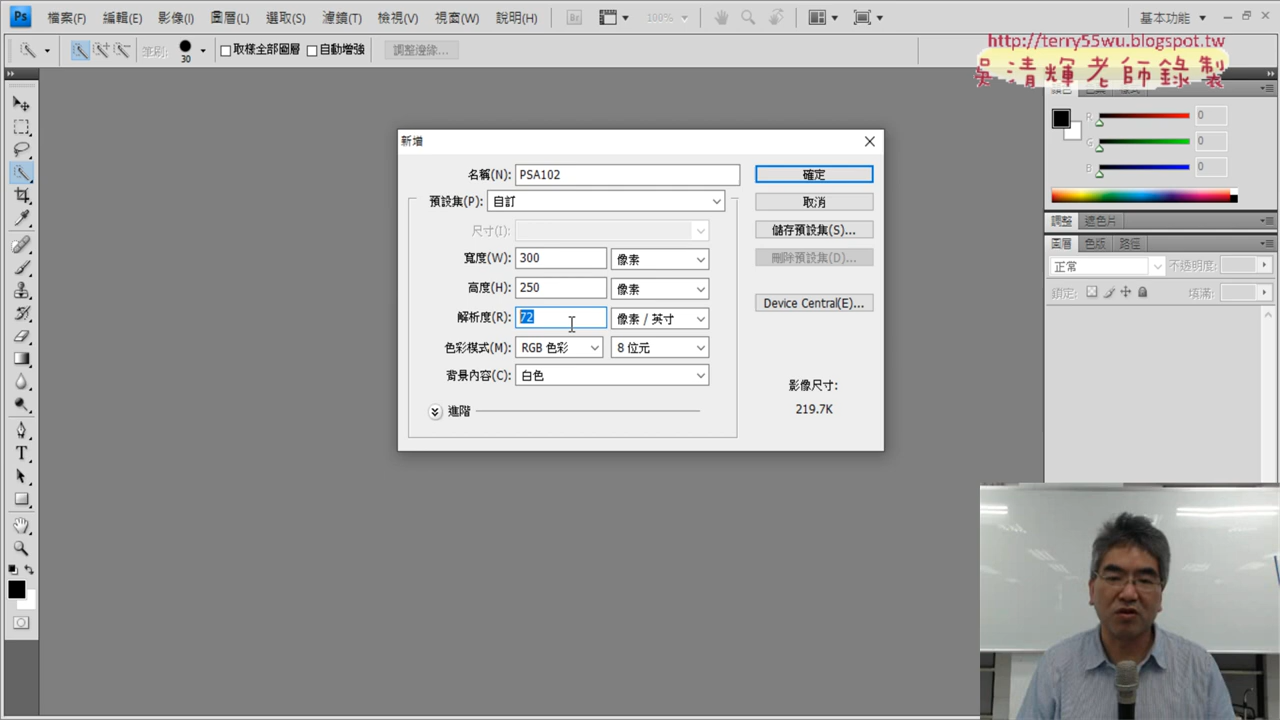 Ps 檔案(F) 編輯(E) 影像(I) 圖層(L) 選取(S) 濾鏡(T) 檢視(V) 視窗(W) 說明(H) Br 100% 基本功能
筆刷: 30 取樣全部圖層 自動增強 調整邊緣...
http://terry55wu.blogspot.tw
吳清輝老師錄製
R 0
G 0
B 0
調整 遮色片
圖層 色版 路徑
正常 不透明度:
鎖定: 填滿:
新增
名稱(N): PSA102 確定
預設集(P): 自訂 取消
尺寸(I): 儲存預設集(S)...
寬度(W): 300 像素 刪除預設集(D)...
高度(H): 250 像素 Device Central(E)...
解析度(R): 72 像素 / 英寸
色彩模式(M): RGB 色彩 8 位元
背景內容(C): 白色 影像尺寸:
進階 219.7K